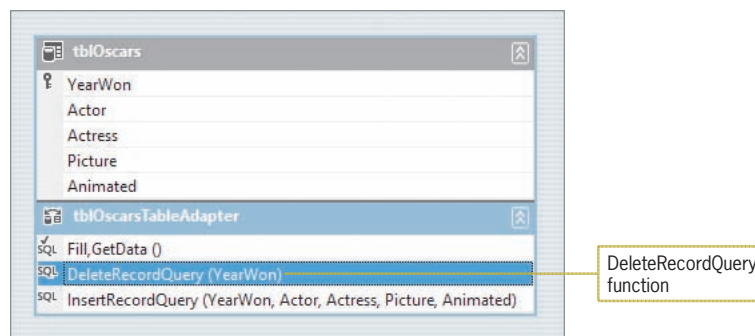 tblOscars
YearWon
Actor
Actress
Picture
Animated
tblOscarsTableAdapter
SQL Fill,GetData ()
SQL DeleteRecordQuery (YearWon)
SQL InsertRecordQuery (YearWon, Actor, Actress, Picture, Animated)
DeleteRecordQuery
function